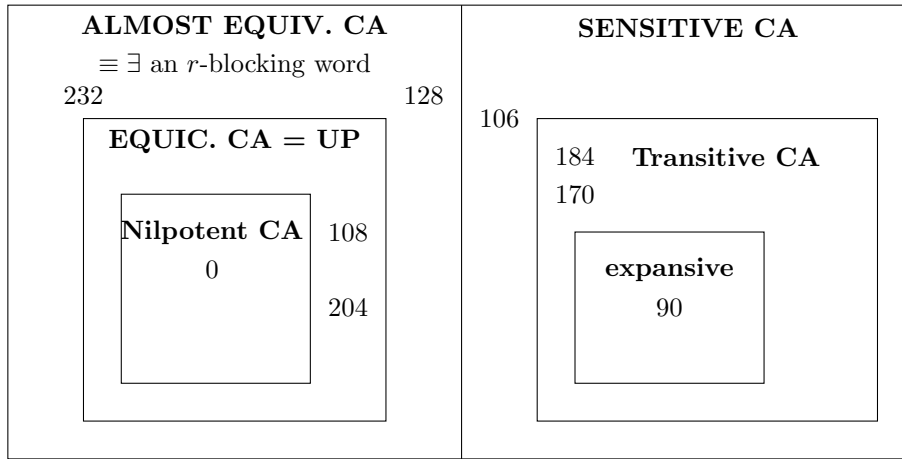 ALMOST EQUIV. CA
≡ ∃ an r-blocking word
232
128
EQUIC. CA = UP
Nilpotent CA
0
108
204
SENSITIVE CA
106
184
Transitive CA
170
expansive
90